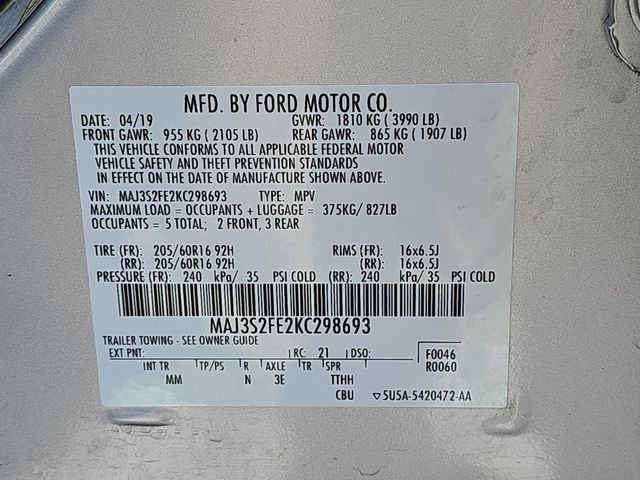 MFD. BY FORD MOTOR CO.
DATE: 04/19 GVWR: 1810 KG ( 3990 LB)
FRONT GAWR: 955 KG ( 2105 LB) REAR GAWR: 865 KG ( 1907 LB)
THIS VEHICLE CONFORMS TO ALL APPLICABLE FEDERAL MOTOR
VEHICLE SAFETY AND THEFT PREVENTION STANDARDS
IN EFFECT ON THE DATE OF MANUFACTURE SHOWN ABOVE.
VIN: MAJ3S2FE2KC298693 TYPE: MPV
MAXIMUM LOAD = OCCUPANTS + LUGGAGE = 375KG/ 827LB
OCCUPANTS = 5 TOTAL; 2 FRONT, 3 REAR
TIRE (FR): 205/60R16 92H RIMS (FR): 16x6.5J
(RR): 205/60R16 92H (RR): 16x6.5J
PRESSURE (FR): 240 kPa/ 35 PSI COLD (RR): 240 kPa/ 35 PSI COLD
MAJ3S2FE2KC298693
TRAILER TOWING - SEE OWNER GUIDE
EXT PNT: RC: 21 DSO: F0046
INT TR TP/PS R AXLE TR SPR R0060
MM N 3E TTHH
CBU ▽5U5A-5420472-AA